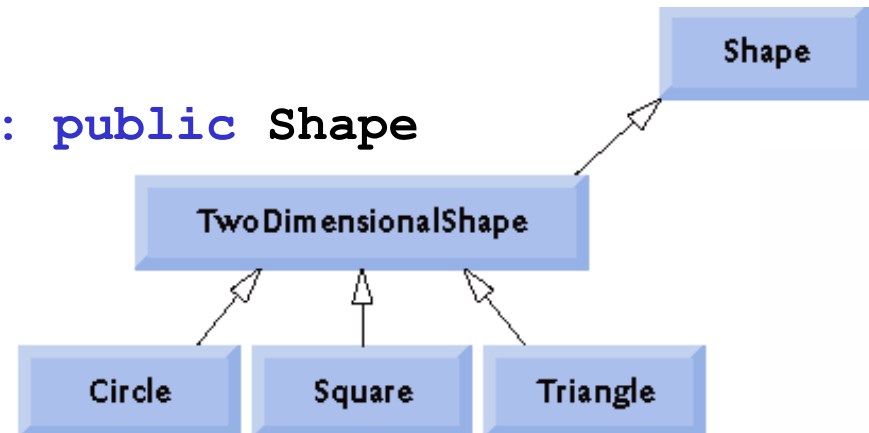 Shape
: public Shape
TwoDimensionalShape
Circle
Square
Triangle